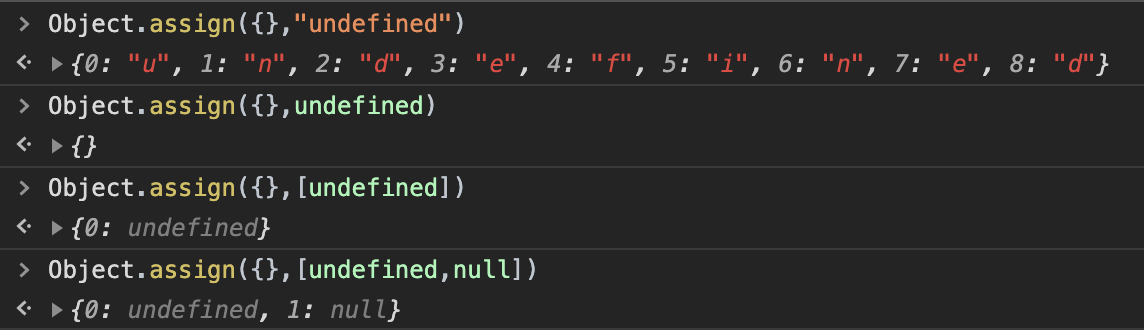 > Object.assign({},"undefined")
<· ▶{0: "u", 1: "n", 2: "d", 3: "e", 4: "f", 5: "i", 6: "n", 7: "e", 8: "d"}
> Object.assign({},undefined)
<· ▶{}
> Object.assign({},[undefined])
<· ▶{0: undefined}
> Object.assign({},[undefined,null])
<· ▶{0: undefined, 1: null}